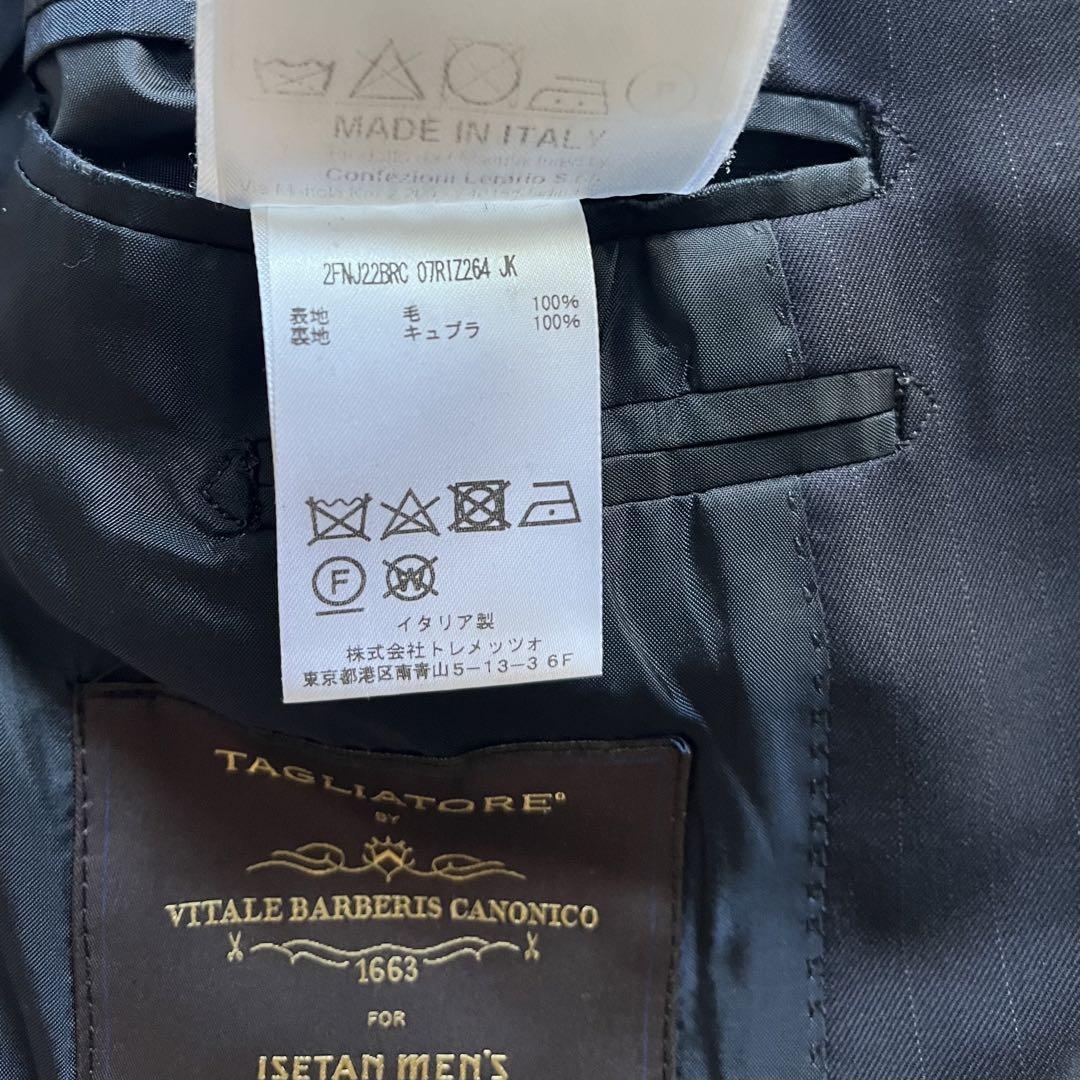 MADE IN ITALY
Confezioni Lerario S.r.l.
2FNJ22BRC 07RIZ264 JK
表地 毛 100%
裏地 キュプラ 100%
F
W
イタリア製
株式会社トレメッツォ
東京都港区南青山5-13-3 6F
TAGLIATORE
BY
VITALE BARBERIS CANONICO
1663
FOR
ISETAN MEN'S